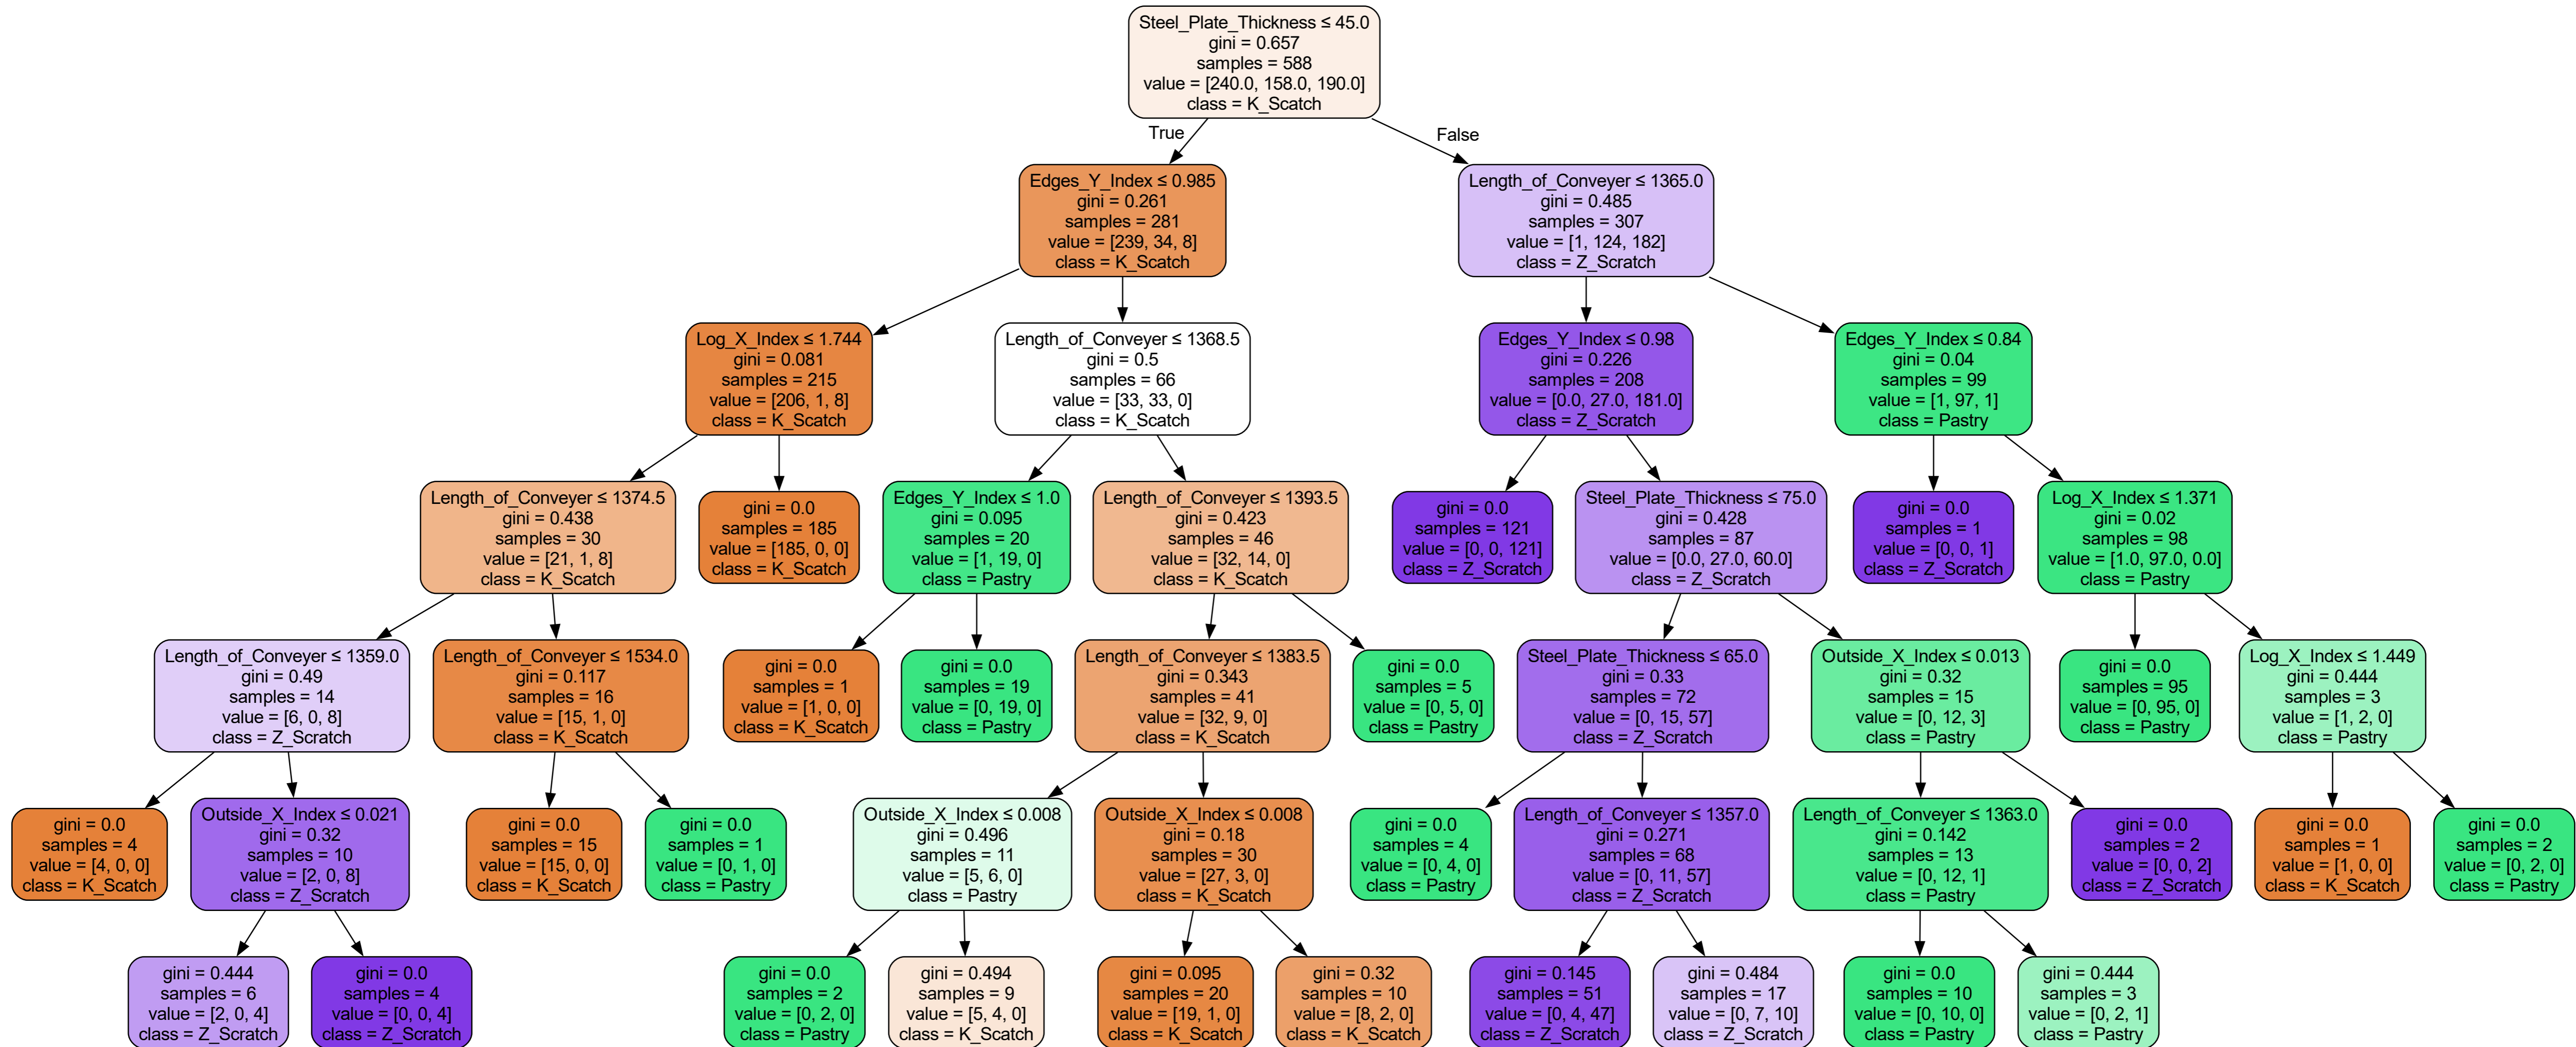 Steel_Plate_Thickness ≤ 45.0
gini = 0.657
samples = 588
value = [240.0, 158.0, 190.0]
class = K_Scatch
True
False
Edges_Y_Index ≤ 0.985
gini = 0.261
samples = 281
value = [239, 34, 8]
class = K_Scatch
Length_of_Conveyer ≤ 1365.0
gini = 0.485
samples = 307
value = [1, 124, 182]
class = Z_Scratch
Log_X_Index ≤ 1.744
gini = 0.081
samples = 215
value = [206, 1, 8]
class = K_Scatch
Length_of_Conveyer ≤ 1368.5
gini = 0.5
samples = 66
value = [33, 33, 0]
class = K_Scatch
Edges_Y_Index ≤ 0.98
gini = 0.226
samples = 208
value = [0.0, 27.0, 181.0]
class = Z_Scratch
Edges_Y_Index ≤ 0.84
gini = 0.04
samples = 99
value = [1, 97, 1]
class = Pastry
Length_of_Conveyer ≤ 1374.5
gini = 0.438
samples = 30
value = [21, 1, 8]
class = K_Scatch
gini = 0.0
samples = 185
value = [185, 0, 0]
class = K_Scatch
Edges_Y_Index ≤ 1.0
gini = 0.095
samples = 20
value = [1, 19, 0]
class = Pastry
Length_of_Conveyer ≤ 1393.5
gini = 0.423
samples = 46
value = [32, 14, 0]
class = K_Scatch
gini = 0.0
samples = 121
value = [0, 0, 121]
class = Z_Scratch
Steel_Plate_Thickness ≤ 75.0
gini = 0.428
samples = 87
value = [0.0, 27.0, 60.0]
class = Z_Scratch
gini = 0.0
samples = 1
value = [0, 0, 1]
class = Z_Scratch
Log_X_Index ≤ 1.371
gini = 0.02
samples = 98
value = [1.0, 97.0, 0.0]
class = Pastry
Length_of_Conveyer ≤ 1359.0
gini = 0.49
samples = 14
value = [6, 0, 8]
class = Z_Scratch
Length_of_Conveyer ≤ 1534.0
gini = 0.117
samples = 16
value = [15, 1, 0]
class = K_Scatch
gini = 0.0
samples = 1
value = [1, 0, 0]
class = K_Scatch
gini = 0.0
samples = 19
value = [0, 19, 0]
class = Pastry
Length_of_Conveyer ≤ 1383.5
gini = 0.343
samples = 41
value = [32, 9, 0]
class = K_Scatch
gini = 0.0
samples = 5
value = [0, 5, 0]
class = Pastry
Steel_Plate_Thickness ≤ 65.0
gini = 0.33
samples = 72
value = [0, 15, 57]
class = Z_Scratch
Outside_X_Index ≤ 0.013
gini = 0.32
samples = 15
value = [0, 12, 3]
class = Pastry
gini = 0.0
samples = 95
value = [0, 95, 0]
class = Pastry
Log_X_Index ≤ 1.449
gini = 0.444
samples = 3
value = [1, 2, 0]
class = Pastry
gini = 0.0
samples = 4
value = [4, 0, 0]
class = K_Scatch
Outside_X_Index ≤ 0.021
gini = 0.32
samples = 10
value = [2, 0, 8]
class = Z_Scratch
gini = 0.0
samples = 15
value = [15, 0, 0]
class = K_Scatch
gini = 0.0
samples = 1
value = [0, 1, 0]
class = Pastry
Outside_X_Index ≤ 0.008
gini = 0.496
samples = 11
value = [5, 6, 0]
class = Pastry
Outside_X_Index ≤ 0.008
gini = 0.18
samples = 30
value = [27, 3, 0]
class = K_Scatch
gini = 0.0
samples = 4
value = [0, 4, 0]
class = Pastry
Length_of_Conveyer ≤ 1357.0
gini = 0.271
samples = 68
value = [0, 11, 57]
class = Z_Scratch
Length_of_Conveyer ≤ 1363.0
gini = 0.142
samples = 13
value = [0, 12, 1]
class = Pastry
gini = 0.0
samples = 2
value = [0, 0, 2]
class = Z_Scratch
gini = 0.0
samples = 1
value = [1, 0, 0]
class = K_Scatch
gini = 0.0
samples = 2
value = [0, 2, 0]
class = Pastry
gini = 0.444
samples = 6
value = [2, 0, 4]
class = Z_Scratch
gini = 0.0
samples = 4
value = [0, 0, 4]
class = Z_Scratch
gini = 0.0
samples = 2
value = [0, 2, 0]
class = Pastry
gini = 0.494
samples = 9
value = [5, 4, 0]
class = K_Scatch
gini = 0.095
samples = 20
value = [19, 1, 0]
class = K_Scatch
gini = 0.32
samples = 10
value = [8, 2, 0]
class = K_Scatch
gini = 0.145
samples = 51
value = [0, 4, 47]
class = Z_Scratch
gini = 0.484
samples = 17
value = [0, 7, 10]
class = Z_Scratch
gini = 0.0
samples = 10
value = [0, 10, 0]
class = Pastry
gini = 0.444
samples = 3
value = [0, 2, 1]
class = Pastry